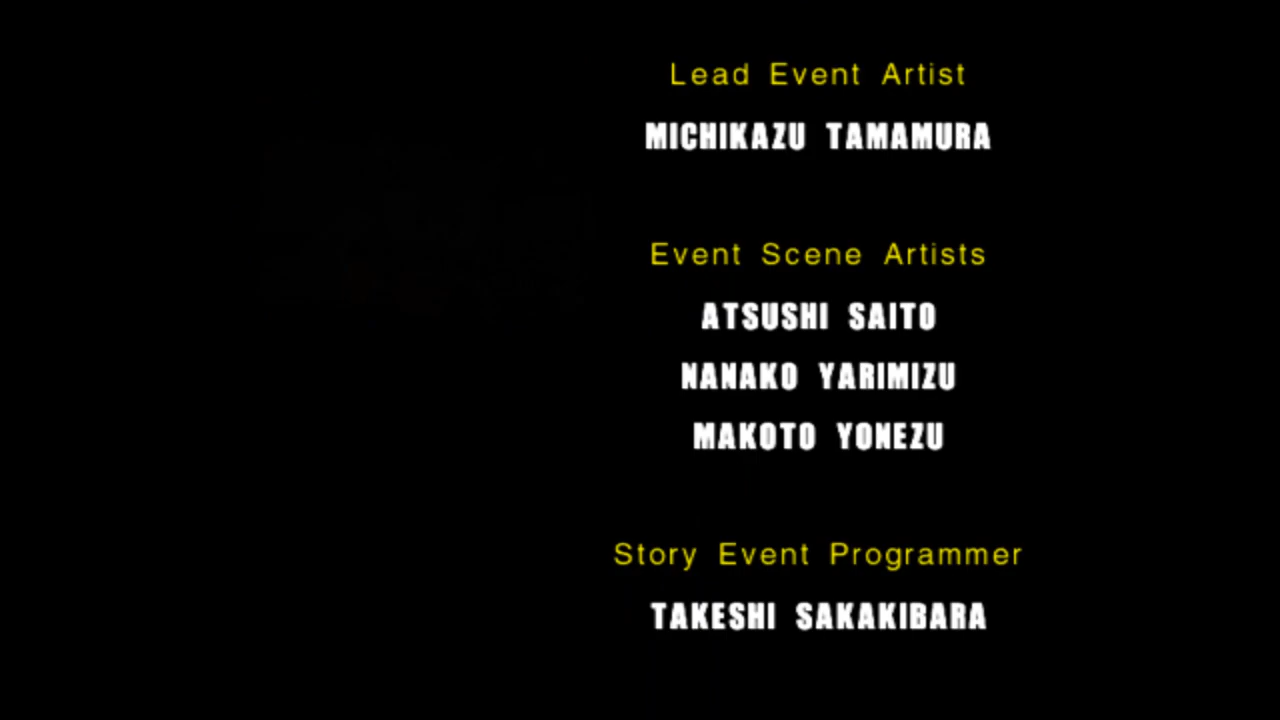 Lead Event Artist
MICHIKAZU TAMAMURA
Event Scene Artists
ATSUSHI SAITO
NANAKO YARIMIZU
MAKOTO YONEZU
Story Event Programmer
TAKESHI SAKAKIBARA